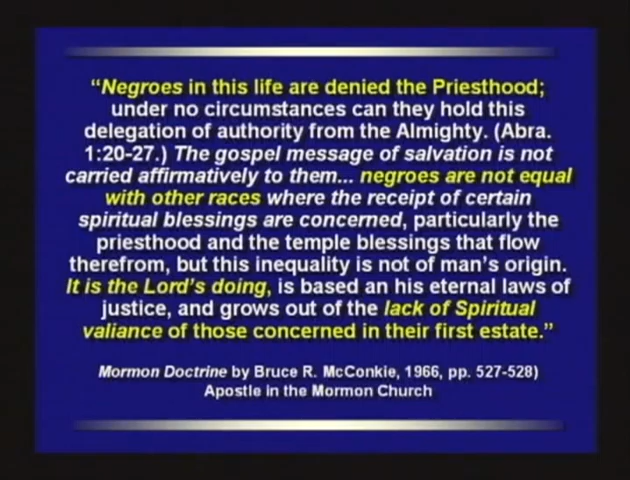 “Negroes in this life are denied the Priesthood;
under no circumstances can they hold this
delegation of authority from the Almighty. (Abra.
1:20-27.) The gospel message of salvation is not
carried affirmatively to them... negroes are not equal
with other races where the receipt of certain
spiritual blessings are concerned, particularly the
priesthood and the temple blessings that flow
therefrom, but this inequality is not of man's origin.
It is the Lord's doing, is based an his eternal laws of
justice, and grows out of the lack of Spiritual
valiance of those concerned in their first estate.”
Mormon Doctrine by Bruce R. McConkie, 1966, pp. 527-528)
Apostle in the Mormon Church